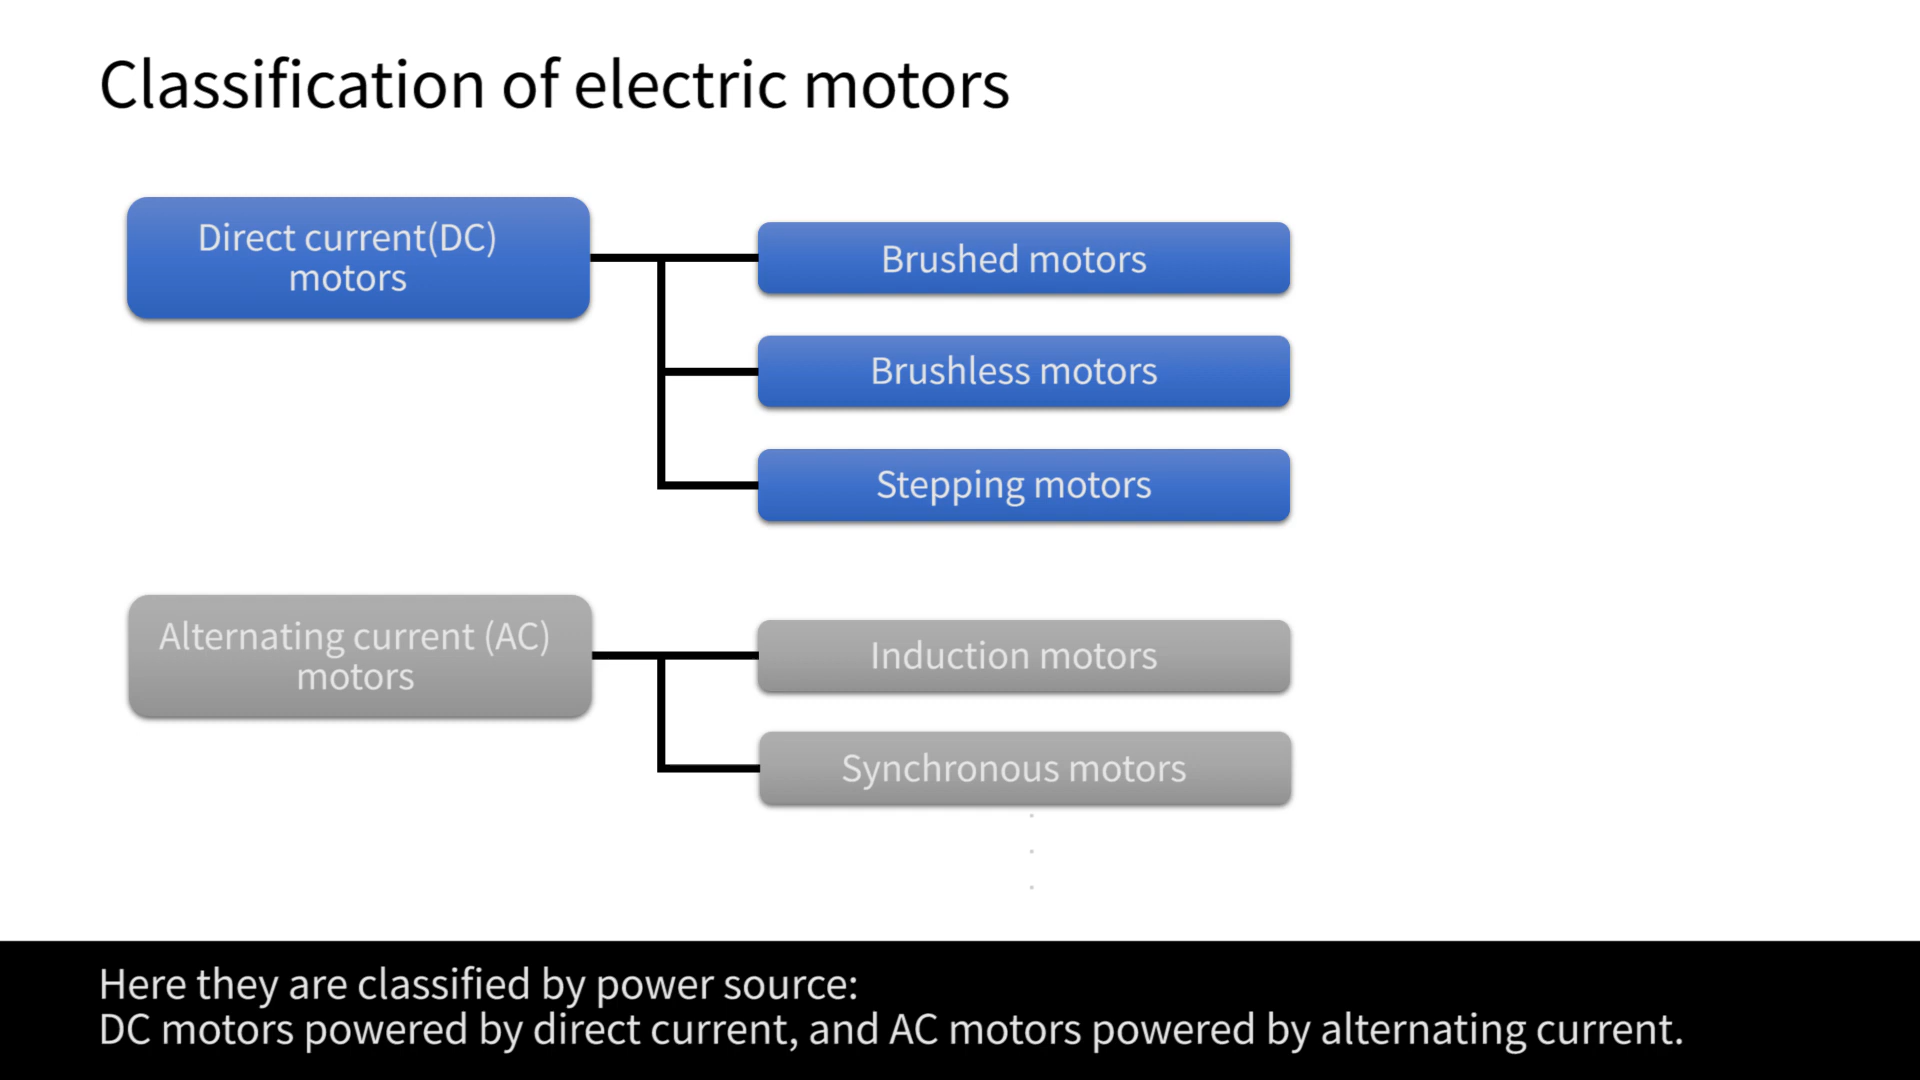 Classification of electric motors
Direct current(DC)
motors
Brushed motors
Brushless motors
Stepping motors
Alternating current (AC)
motors
Induction motors
Synchronous motors
Here they are classified by power source:
DC motors powered by direct current, and AC motors powered by alternating current.